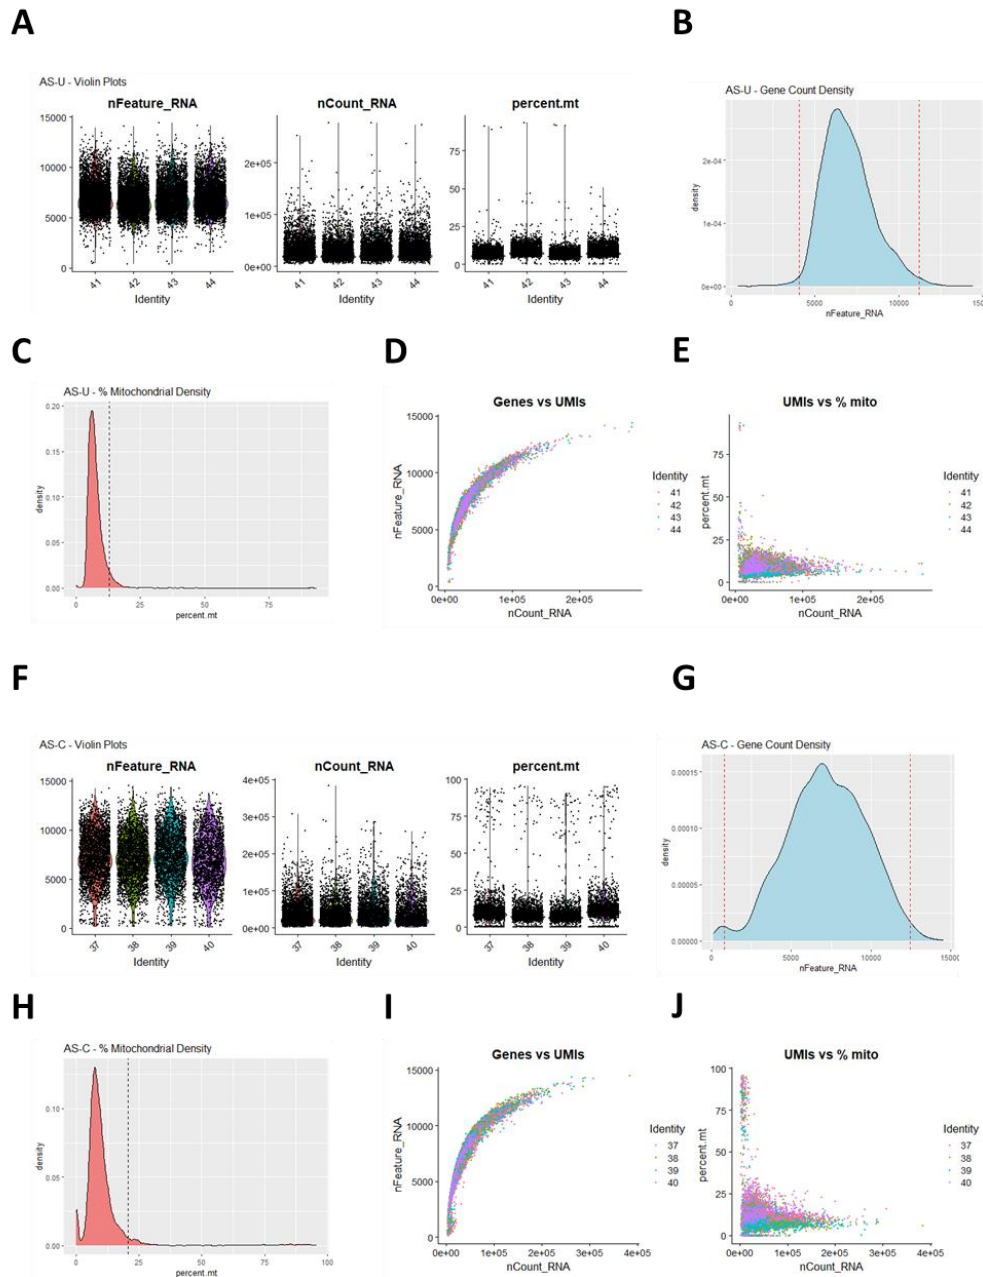 A
B
AS-U - Violin Plots
nFeature_RNA
nCount_RNA
percent.mt
15000
10000
5000
0
41
42
43
44
Identity
2e+05
1e+05
0e+00
41
42
43
44
Identity
75
50
25
0
41
42
43
44
Identity
AS-U - Gene Count Density
density
2e-04
1e-04
0e+00
0
5000
10000
1500
nFeature_RNA
C
D
E
AS-U - % Mitochondrial Density
density
0.20
0.15
0.10
0.05
0.00
0
25
50
75
percent.mt
Genes vs UMIs
nFeature_RNA
15000
10000
5000
0
0e+00
1e+05
2e+05
nCount_RNA
Identity
41
42
43
44
UMIs vs % mito
percent.mt
75
50
25
0
0e+00
1e+05
2e+05
nCount_RNA
Identity
41
42
43
44
F
G
AS-C - Violin Plots
nFeature_RNA
nCount_RNA
percent.mt
15000
10000
5000
0
37
38
39
40
Identity
4e+05
3e+05
2e+05
1e+05
0e+00
37
38
39
40
Identity
100
75
50
25
0
37
38
39
40
Identity
AS-C - Gene Count Density
density
0.00015
0.00010
0.00005
0.00000
0
5000
10000
15000
nFeature_RNA
H
I
J
AS-C - % Mitochondrial Density
density
0.10
0.05
0.00
0
25
50
75
100
percent.mt
Genes vs UMIs
nFeature_RNA
15000
10000
5000
0
0e+00
1e+05
2e+05
3e+05
4e+05
nCount_RNA
Identity
37
38
39
40
UMIs vs % mito
percent.mt
100
75
50
25
0
0e+00
1e+05
2e+05
3e+05
4e+05
nCount_RNA
Identity
37
38
39
40